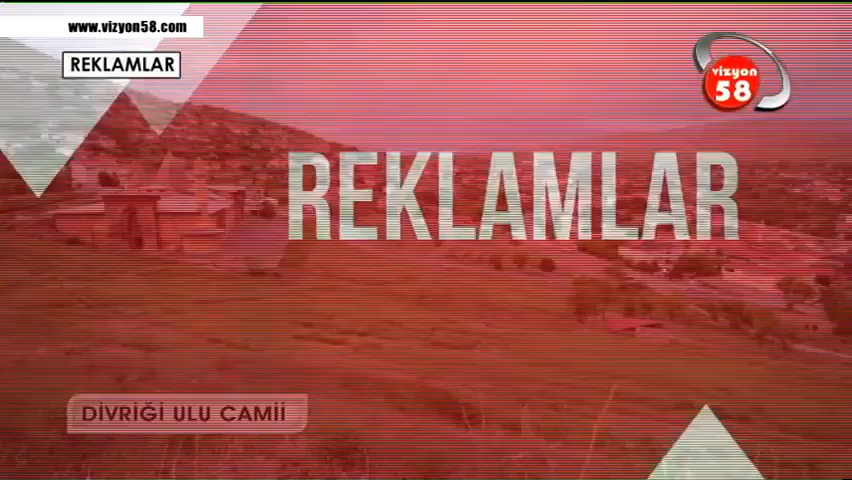 www.vizyon58.com
REKLAMLAR
vizyon
58
REKLAMLAR
DİVRİĞİ ULU CAMİİ